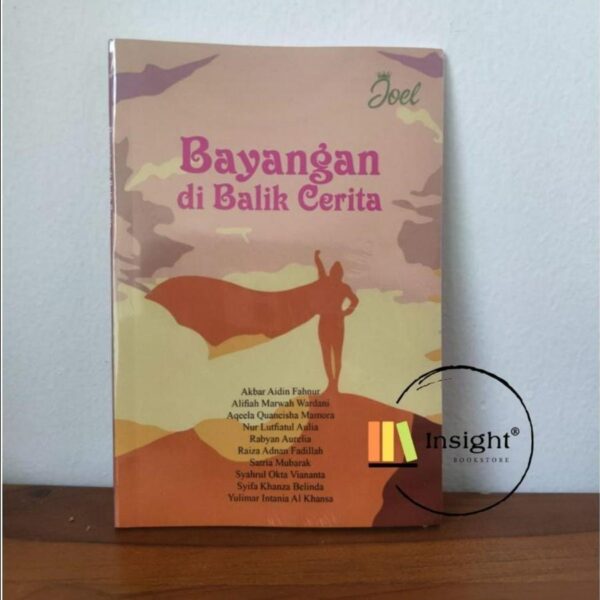 Joel
Bayangan
di Balik Cerita
Akbar Aidin Fahnur
Alifiah Marwah Wardani
Aqeela Quancisha Mamora
Nur Lutfiatul Aulia
Rabyan Aurelia
Raiza Adnan Fadillah
Satria Mubarak
Syahrul Okta Viananta
Syifa Khanza Belinda
Yulimar Intania Al Khansa
Insight®
BOOKSTORE